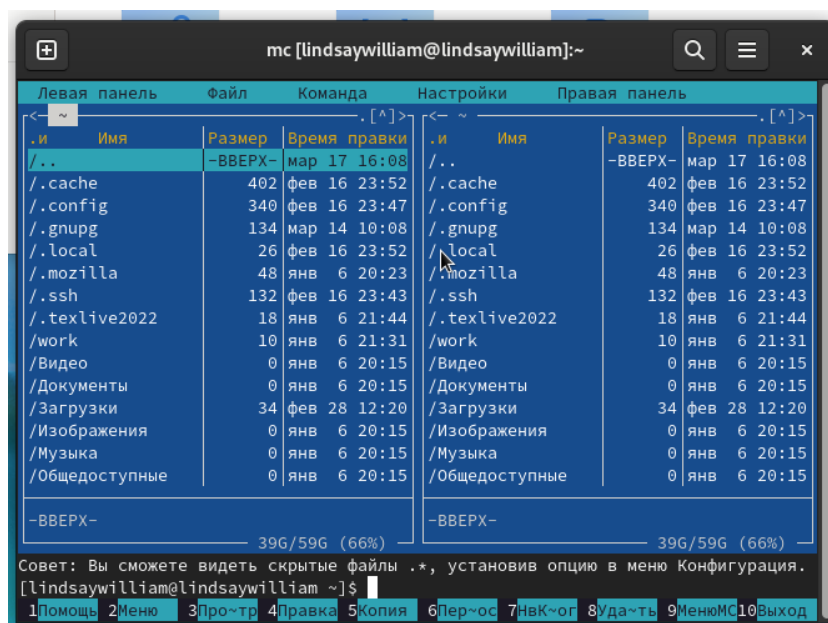 mc [lindsaywilliam@lindsaywilliam]:~
×
Левая панель Файл Команда Настройки Правая панель
<— ~ .[^]> <— ~ .[^]>
.и Имя Размер Время правки .и Имя Размер Время правки
/.. -ВВЕРХ- мар 17 16:08 /.. -ВВЕРХ- мар 17 16:08
/.cache 402 фев 16 23:52 /.cache 402 фев 16 23:52
/.config 340 фев 16 23:47 /.config 340 фев 16 23:47
/.gnupg 134 мар 14 10:08 /.gnupg 134 мар 14 10:08
/.local 26 фев 16 23:52 /.local 26 фев 16 23:52
/.mozilla 48 янв 6 20:23 /.mozilla 48 янв 6 20:23
/.ssh 132 фев 16 23:43 /.ssh 132 фев 16 23:43
/.texlive2022 18 янв 6 21:44 /.texlive2022 18 янв 6 21:44
/work 10 янв 6 21:31 /work 10 янв 6 21:31
/Видео 0 янв 6 20:15 /Видео 0 янв 6 20:15
/Документы 0 янв 6 20:15 /Документы 0 янв 6 20:15
/Загрузки 34 фев 28 12:20 /Загрузки 34 фев 28 12:20
/Изображения 0 янв 6 20:15 /Изображения 0 янв 6 20:15
/Музыка 0 янв 6 20:15 /Музыка 0 янв 6 20:15
/Общедоступные 0 янв 6 20:15 /Общедоступные 0 янв 6 20:15
-ВВЕРХ- -ВВЕРХ-
39G/59G (66%) 39G/59G (66%)
Совет: Вы сможете видеть скрытые файлы .*, установив опцию в меню Конфигурация.
[lindsaywilliam@lindsaywilliam ~]$
1Помощь 2Меню 3Про~тр 4Правка 5Копия 6Пер~ос 7НвК~ог 8Уда~ть 9МенюMC 10Выход